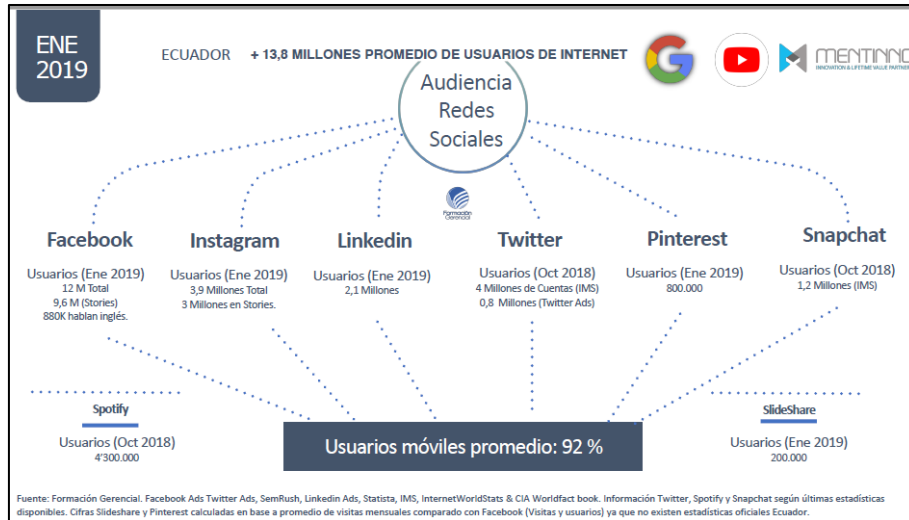 ENE
2019
ECUADOR + 13,8 MILLONES PROMEDIO DE USUARIOS DE INTERNET
MENTINNO
INNOVATION & LIFETIME VALUE PARTNERS
Audiencia
Redes
Sociales
Formación
Gerencial
Facebook
Usuarios (Ene 2019)
12 M Total
9,6 M (Stories)
880K hablan inglés.
Instagram
Usuarios (Ene 2019)
3,9 Millones Total
3 Millones en Stories.
Linkedin
Usuarios (Ene 2019)
2,1 Millones
Twitter
Usuarios (Oct 2018)
4 Millones de Cuentas (IMS)
0,8 Millones (Twitter Ads)
Pinterest
Usuarios (Ene 2019)
800.000
Snapchat
Usuarios (Oct 2018)
1,2 Millones (IMS)
Spotify
Usuarios (Oct 2018)
4'300.000
Usuarios móviles promedio: 92 %
SlideShare
Usuarios (Ene 2019)
200.000
Fuente: Formación Gerencial. Facebook Ads Twitter Ads, SemRush, Linkedin Ads, Statista, IMS, InternetWorldStats & CIA Worldfact book. Información Twitter, Spotify y Snapchat según últimas estadísticas
disponibles. Cifras Slideshare y Pinterest calculadas en base a promedio de visitas mensuales comparado con Facebook (Visitas y usuarios) ya que no existen estadísticas oficiales Ecuador.